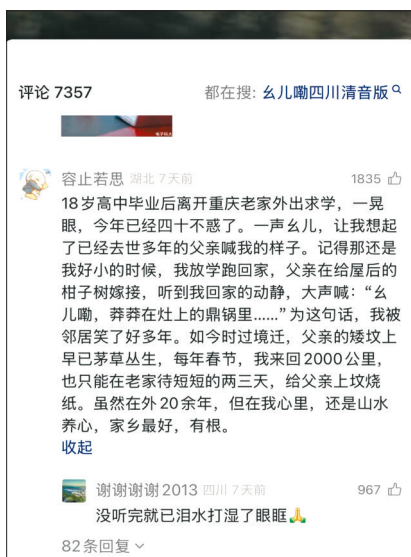 评论 7357
都在搜: 幺儿嘞四川清音版
容止若思 湖北 7天前
1835
18岁高中毕业后离开重庆老家外出求学，一晃
眼，今年已经四十不惑了。一声幺儿，让我想起
了已经去世多年的父亲喊我的样子。记得那还是
我好小的时候，我放学跑回家，父亲在给屋后的
柑子树嫁接，听到我回家的动静，大声喊：“幺
儿嘞，莽莽在灶上的鼎锅里……” 为这句话，我被
邻居笑了好多年。如今时过境迁，父亲的矮坟上
早已茅草丛生，每年春节，我来回2000公里，
也只能在老家待短短的两三天，给父亲上坟烧
纸。虽然在外20余年，但在我心里，还是山水
养心，家乡最好，有根。
收起
谢谢谢谢2013 四川 7天前
967
没听完就已泪水打湿了眼眶🙏
82条回复